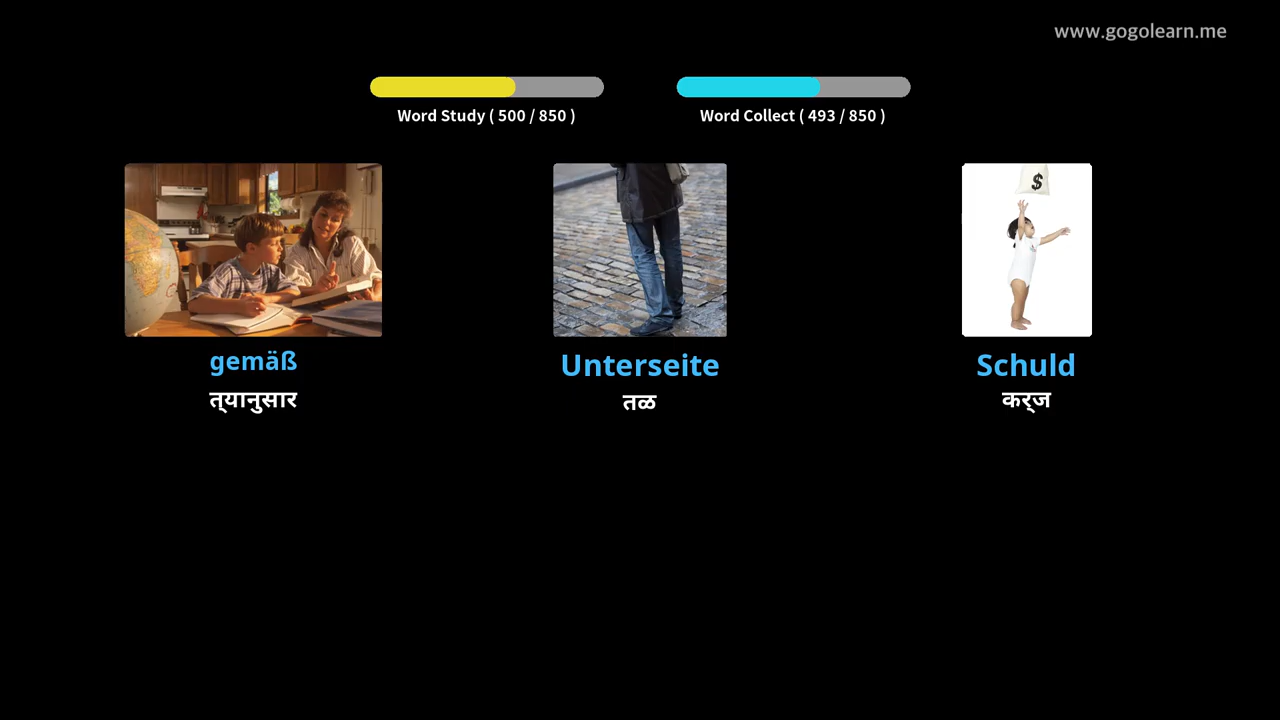 www.gogolearn.me
Word Study ( 500 / 850 )
Word Collect ( 493 / 850 )
$
gemäß
Unterseite
Schuld
त्यानुसार
तळ
कर्ज